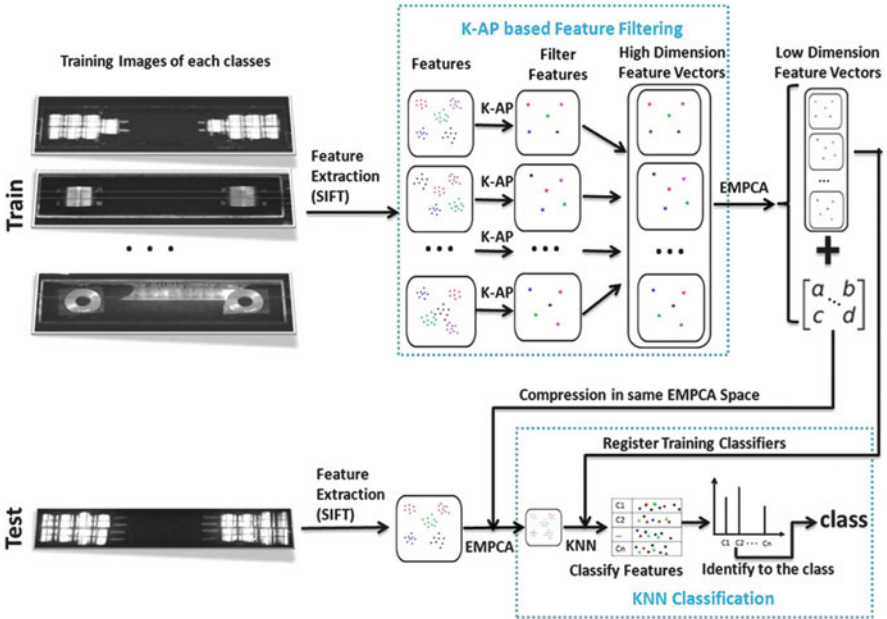 K-AP based Feature Filtering
Training Images of each classes
Features
Filter
Features
High Dimension
Feature Vectors
Low Dimension
Feature Vectors
Train
Feature
Extraction
(SIFT)
K-AP
K-AP
•••
K-AP
•••
•••
K-AP
EMPCA
...
+
[a ⋱ b
c d]
• • •
Compression in same EMPCA Space
Register Training Classifiers
Test
Feature
Extraction
(SIFT)
EMPCA
KNN
C1
C2
...
Cn
Classify Features
C1 C2 ••• Cn
Identify to the class
class
KNN Classification